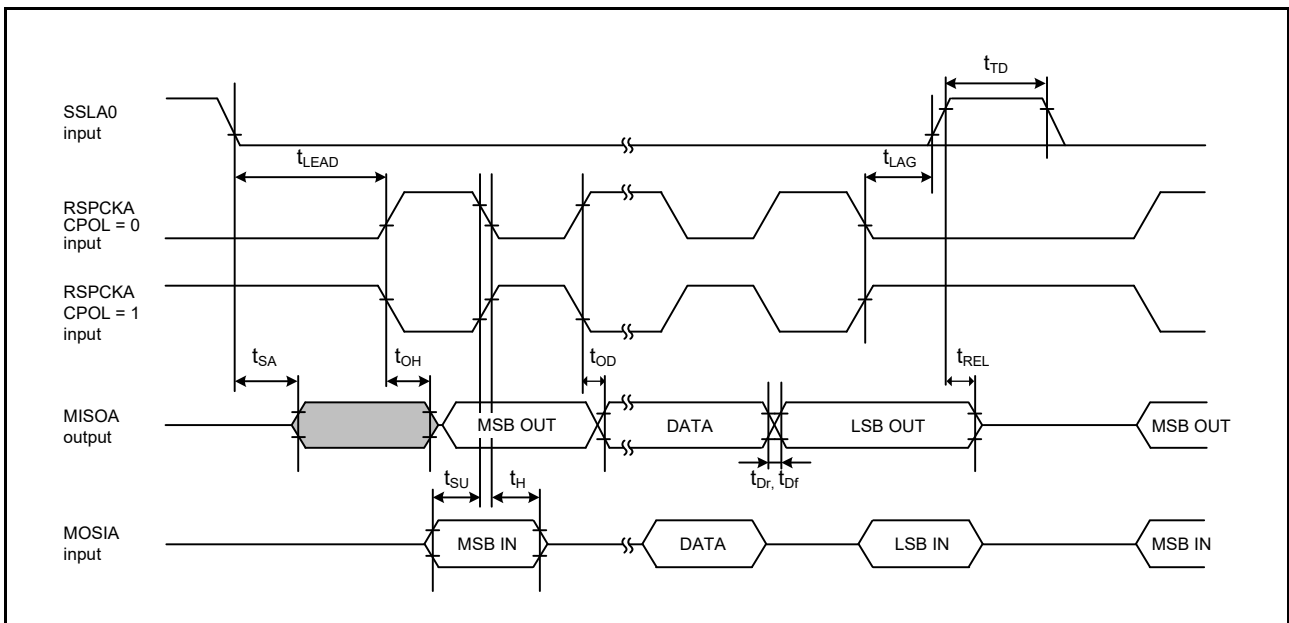 tTD
SSLA0
input
tLEAD
tLAG
RSPCKA
CPOL = 0
input
RSPCKA
CPOL = 1
input
tSA
tOH
tOD
tREL
MISOA
output
MSB OUT
DATA
LSB OUT
MSB OUT
tSU
tH
tDr, tDf
MOSIA
input
MSB IN
DATA
LSB IN
MSB IN